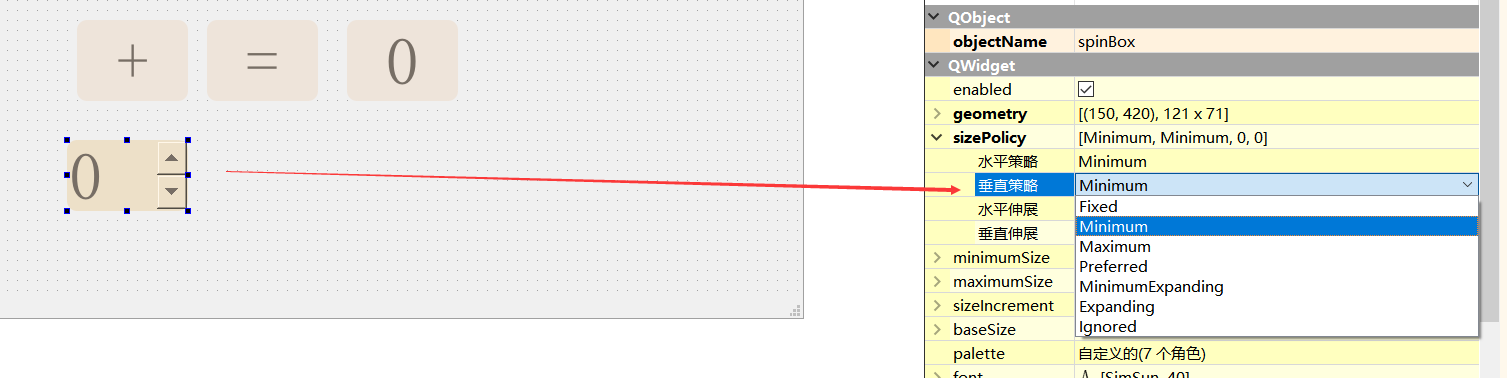 + = 0
0
QObject
objectName spinBox
QWidget
enabled
geometry [(150, 420), 121 x 71]
sizePolicy [Minimum, Minimum, 0, 0]
水平策略 Minimum
垂直策略 Minimum
水平伸展 Fixed
Minimum
垂直伸展 Maximum
minimumSize Preferred
maximumSize MinimumExpanding
sizeIncrement Expanding
baseSize Ignored
palette 自定义的(7 个角色)
font A [SimSun, 40]